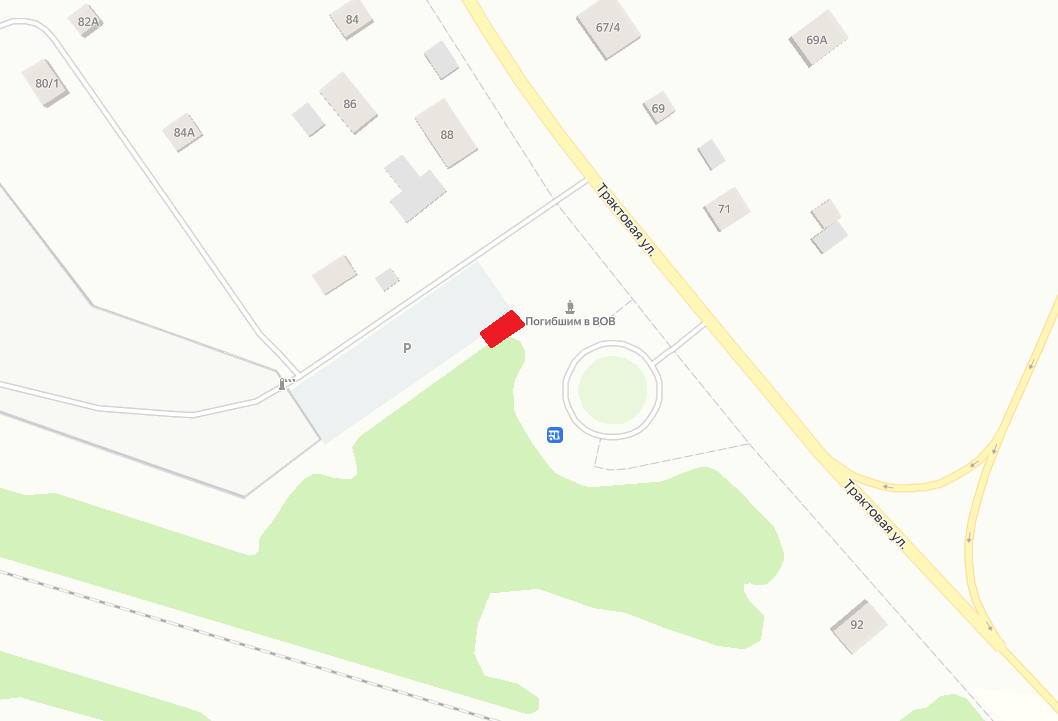 82А
84
67/4
69А
80/1
86
69
84А
88
71
Трактовая ул.
Погибшим в ВОВ
P
Трактовая ул.
92